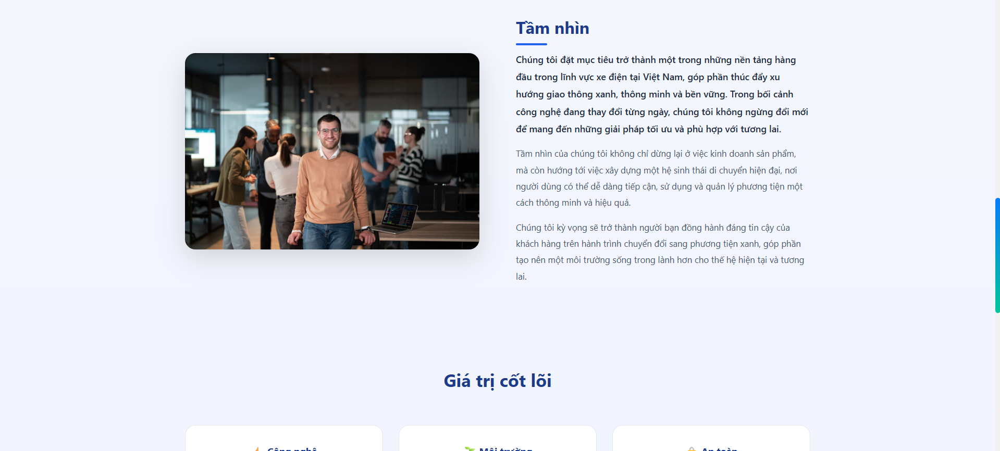 Tầm nhìn
Chúng tôi đặt mục tiêu trở thành một trong những nền tảng hàng
đầu trong lĩnh vực xe điện tại Việt Nam, góp phần thúc đẩy xu
hướng giao thông xanh, thông minh và bền vững. Trong bối cảnh
công nghệ đang thay đổi từng ngày, chúng tôi không ngừng đổi mới
để mang đến những giải pháp tối ưu và phù hợp với tương lai.
Tầm nhìn của chúng tôi không chỉ dừng lại ở việc kinh doanh sản phẩm,
mà còn hướng tới việc xây dựng một hệ sinh thái di chuyển hiện đại, nơi
người dùng có thể dễ dàng tiếp cận, sử dụng và quản lý phương tiện một
cách thông minh và hiệu quả.
Chúng tôi kỳ vọng sẽ trở thành người bạn đồng hành đáng tin cậy của
khách hàng trên hành trình chuyển đổi sang phương tiện xanh, góp phần
tạo nên một môi trường sống trong lành hơn cho thế hệ hiện tại và tương
lai.
Giá trị cốt lõi
Công nghệ
Môi trường
An toàn